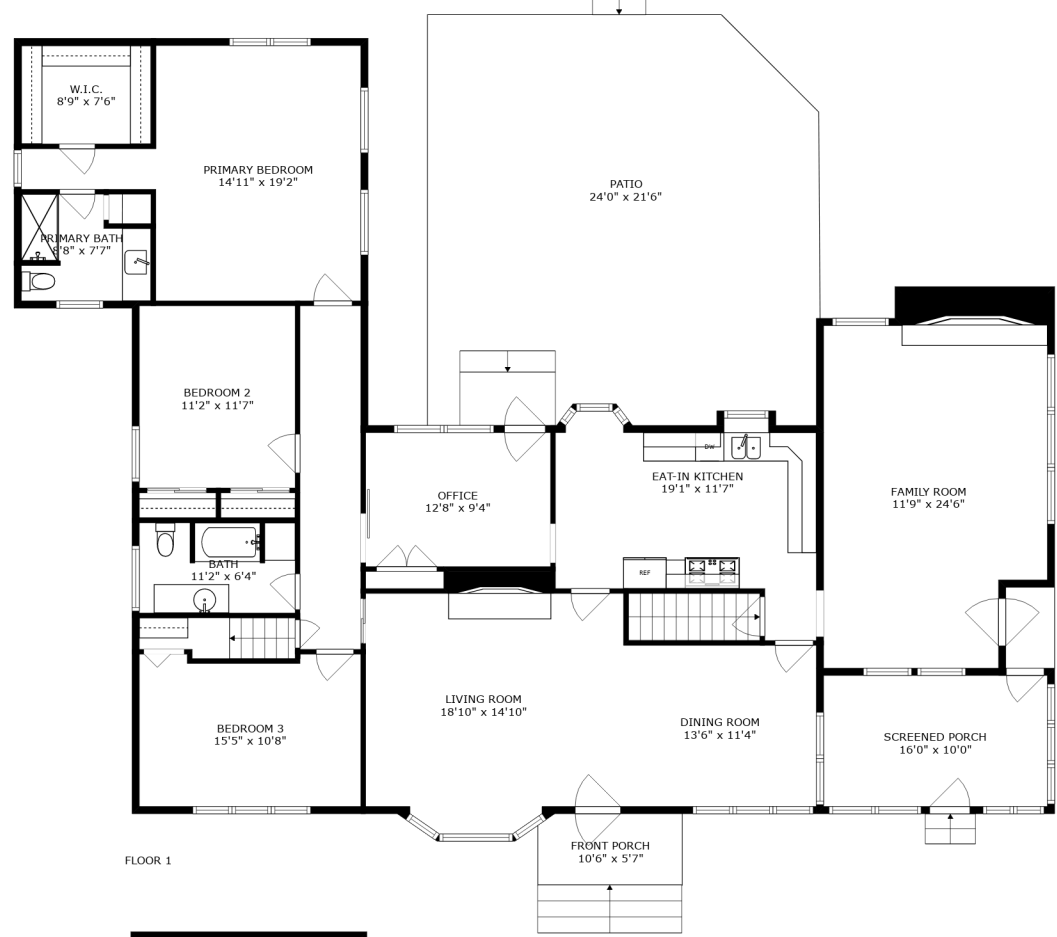 W.I.C.
8'9" x 7'6"
PRIMARY BEDROOM
14'11" x 19'2"
PATIO
24'0" x 21'6"
PRIMARY BATH
8'8" x 7'7"
BEDROOM 2
11'2" x 11'7"
DW
EAT-IN KITCHEN
19'1" x 11'7"
OFFICE
12'8" x 9'4"
FAMILY ROOM
11'9" x 24'6"
BATH
11'2" x 6'4"
REF
LIVING ROOM
18'10" x 14'10"
DINING ROOM
13'6" x 11'4"
BEDROOM 3
15'5" x 10'8"
SCREENED PORCH
16'0" x 10'0"
FRONT PORCH
10'6" x 5'7"
FLOOR 1